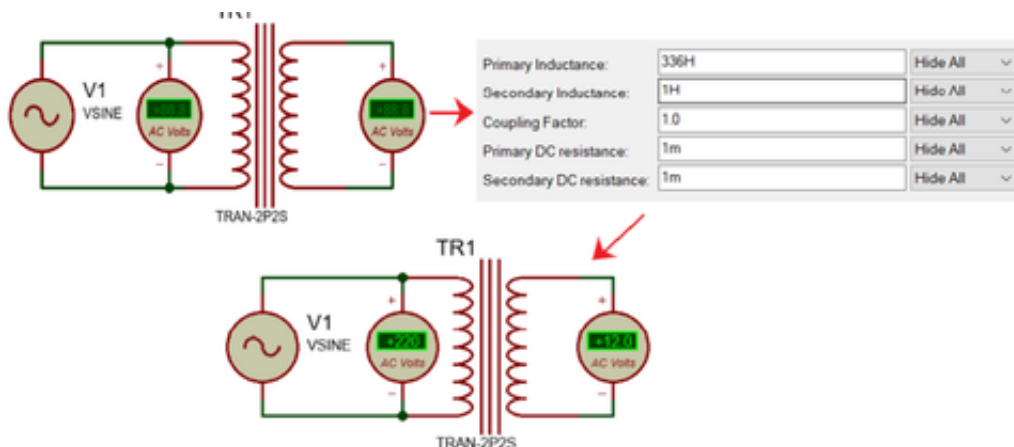 TR1
V1
VSINE
+
AC Volts
−
+
AC Volts
−
TRAN-2P2S
Primary Inductance: 336H Hide All
Secondary Inductance: 1H Hide All
Coupling Factor: 1.0 Hide All
Primary DC resistance: 1m Hide All
Secondary DC resistance: 1m Hide All
TR1
V1
VSINE
+
+220
AC Volts
−
+
+12.0
AC Volts
−
TRAN-2P2S